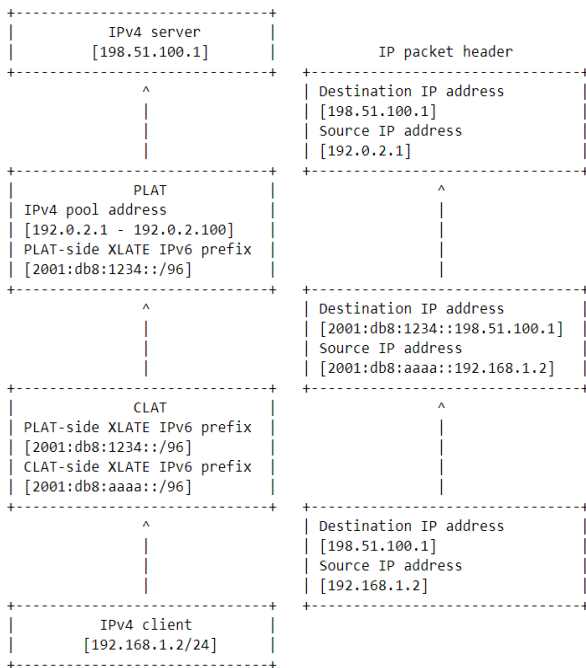 IPv4 server
[198.51.100.1]
IP packet header
Destination IP address
[198.51.100.1]
Source IP address
[192.0.2.1]
PLAT
IPv4 pool address
[192.0.2.1 - 192.0.2.100]
PLAT-side XLATE IPv6 prefix
[2001:db8:1234::/96]
Destination IP address
[2001:db8:1234::198.51.100.1]
Source IP address
[2001:db8:aaaa::192.168.1.2]
CLAT
PLAT-side XLATE IPv6 prefix
[2001:db8:1234::/96]
CLAT-side XLATE IPv6 prefix
[2001:db8:aaaa::/96]
Destination IP address
[198.51.100.1]
Source IP address
[192.168.1.2]
IPv4 client
[192.168.1.2/24]